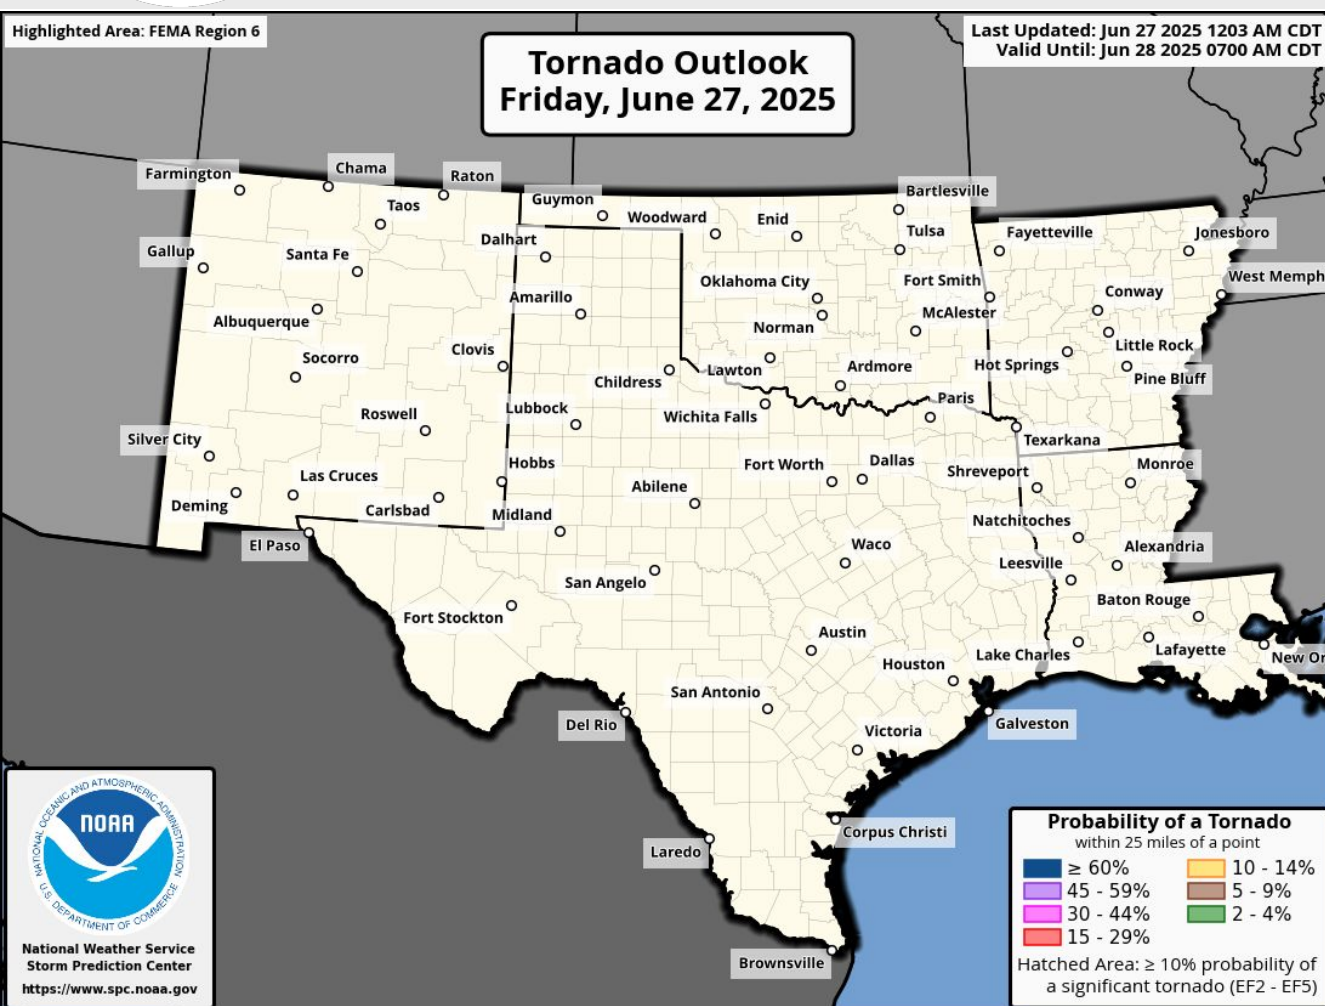 Highlighted Area: FEMA Region 6
Last Updated: Jun 27 2025 1203 AM CDT
Valid Until: Jun 28 2025 0700 AM CDT
Tornado Outlook
Friday, June 27, 2025
Farmington
Chama
Raton
Taos
Guymon
Woodward
Enid
Bartlesville
Tulsa
Fayetteville
Jonesboro
Gallup
Santa Fe
Dalhart
Oklahoma City
Fort Smith
West Memph
Amarillo
Conway
Albuquerque
Norman
McAlester
Little Rock
Socorro
Clovis
Childress
Lawton
Ardmore
Hot Springs
Pine Bluff
Roswell
Lubbock
Wichita Falls
Paris
Silver City
Texarkana
Las Cruces
Hobbs
Abilene
Fort Worth
Dallas
Shreveport
Monroe
Deming
Carlsbad
Midland
Natchitoches
El Paso
San Angelo
Waco
Leesville
Alexandria
Fort Stockton
Baton Rouge
Austin
Houston
Lake Charles
Lafayette
New Or
San Antonio
Del Rio
Victoria
Galveston
Laredo
Corpus Christi
Brownsville
NATIONAL OCEANIC AND ATMOSPHERIC ADMINISTRATION
NOAA
U.S. DEPARTMENT OF COMMERCE
National Weather Service
Storm Prediction Center
https://www.spc.noaa.gov
Probability of a Tornado
within 25 miles of a point
≥ 60%
10 - 14%
45 - 59%
5 - 9%
30 - 44%
2 - 4%
15 - 29%
Hatched Area: ≥ 10% probability of
a significant tornado (EF2 - EF5)